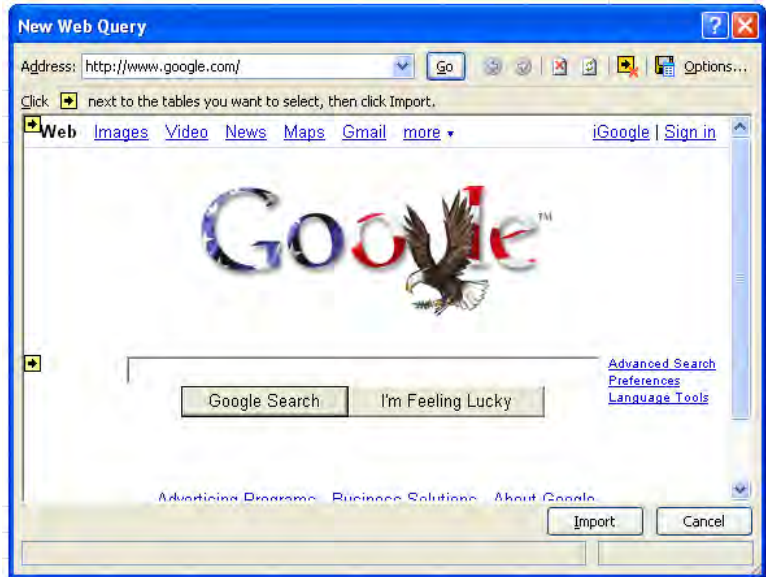 New Web Query
Address: http://www.google.com/ Go Options...
Click next to the tables you want to select, then click Import.
Web Images Video News Maps Gmail more iGoogle | Sign in
Google™
Advanced Search
Preferences
Language Tools
Google Search I'm Feeling Lucky
Advertising Programs Business Solutions About Google
Import Cancel